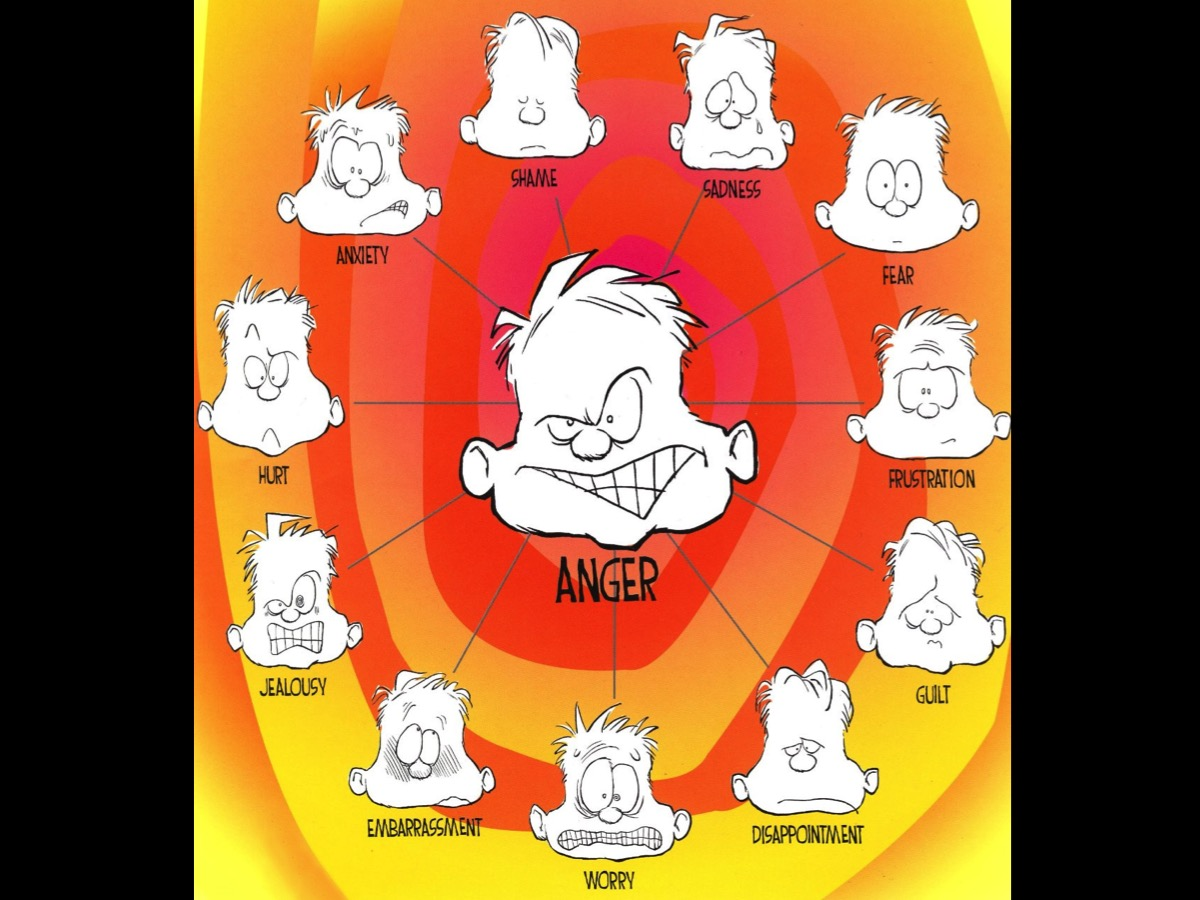 SHAME
SADNESS
ANXIETY
FEAR
HURT
FRUSTRATION
ANGER
JEALOUSY
GUILT
EMBARRASSMENT
DISAPPOINTMENT
WORRY